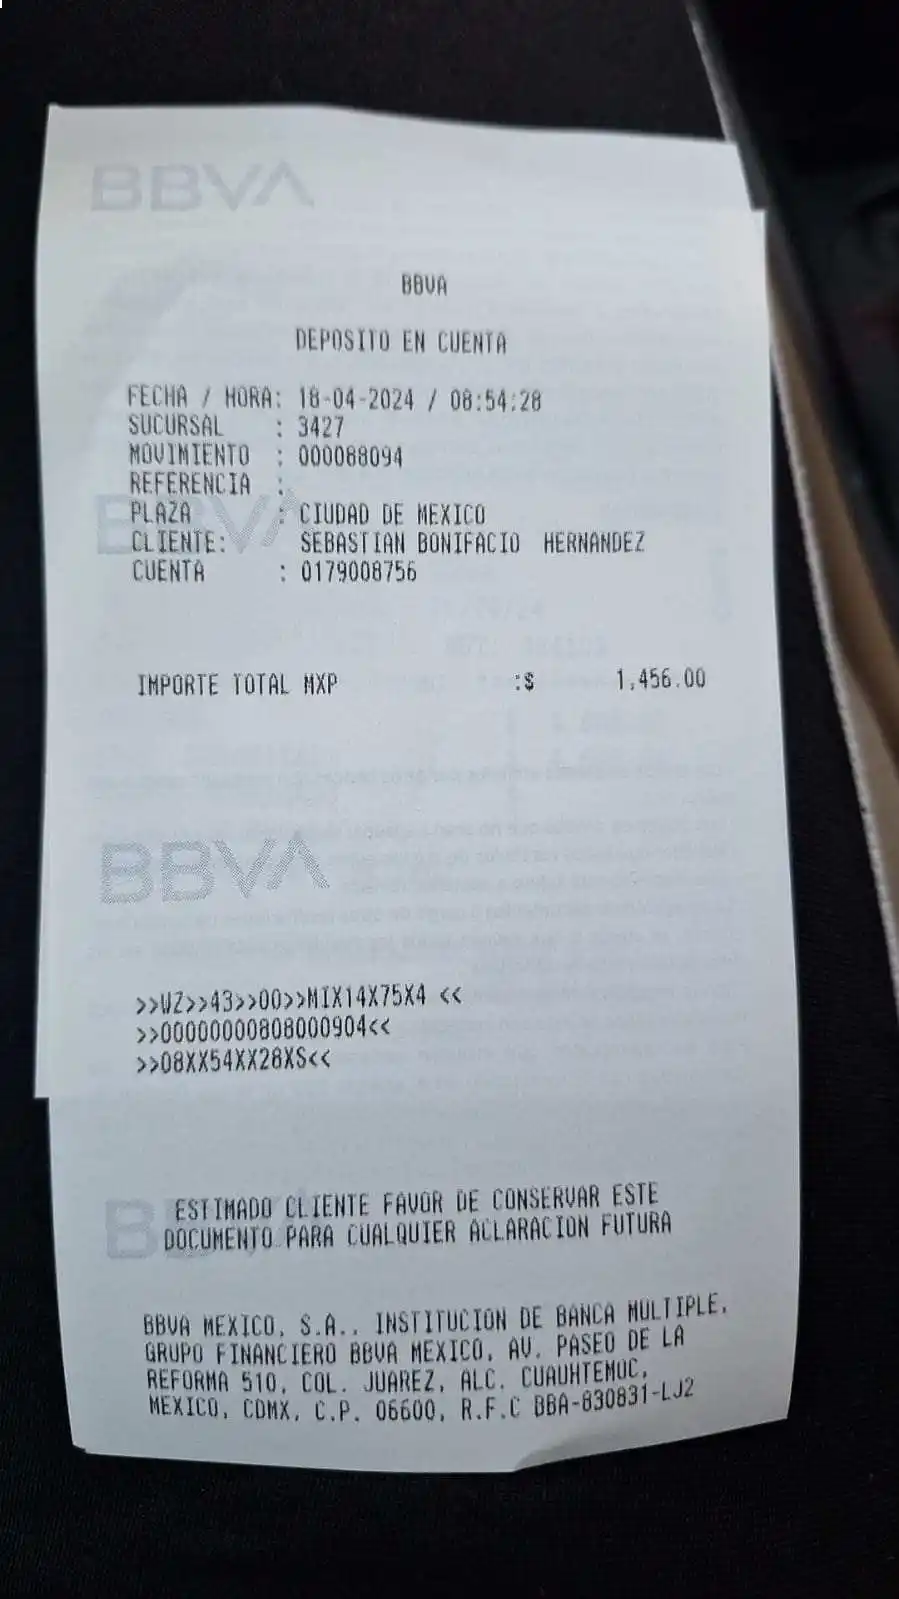 BBVA
BBVA
DEPOSITO EN CUENTA
FECHA / HORA: 18-04-2024 / 08:54:28
SUCURSAL : 3427
MOVIMIENTO : 000088094
REFERENCIA :
BBVA
PLAZA : CIUDAD DE MEXICO
CLIENTE: SEBASTIAN BONIFACIO HERNANDEZ
CUENTA : 0179008756
IMPORTE TOTAL MXP :$ 1,456.00
BBVA
>>WZ>>43>>00>>MIX14X75X4 <<
>>00000000808000904<<
>>08XX54XX28XS<<
ESTIMADO CLIENTE FAVOR DE CONSERVAR ESTE
DOCUMENTO PARA CUALQUIER ACLARACION FUTURA
BBVA MEXICO, S.A., INSTITUCION DE BANCA MULTIPLE,
GRUPO FINANCIERO BBVA MEXICO, AV. PASEO DE LA
REFORMA 510, COL. JUAREZ, ALC. CUAUHTEMOC,
MEXICO, CDMX, C.P. 06600, R.F.C BBA-830831-LJ2